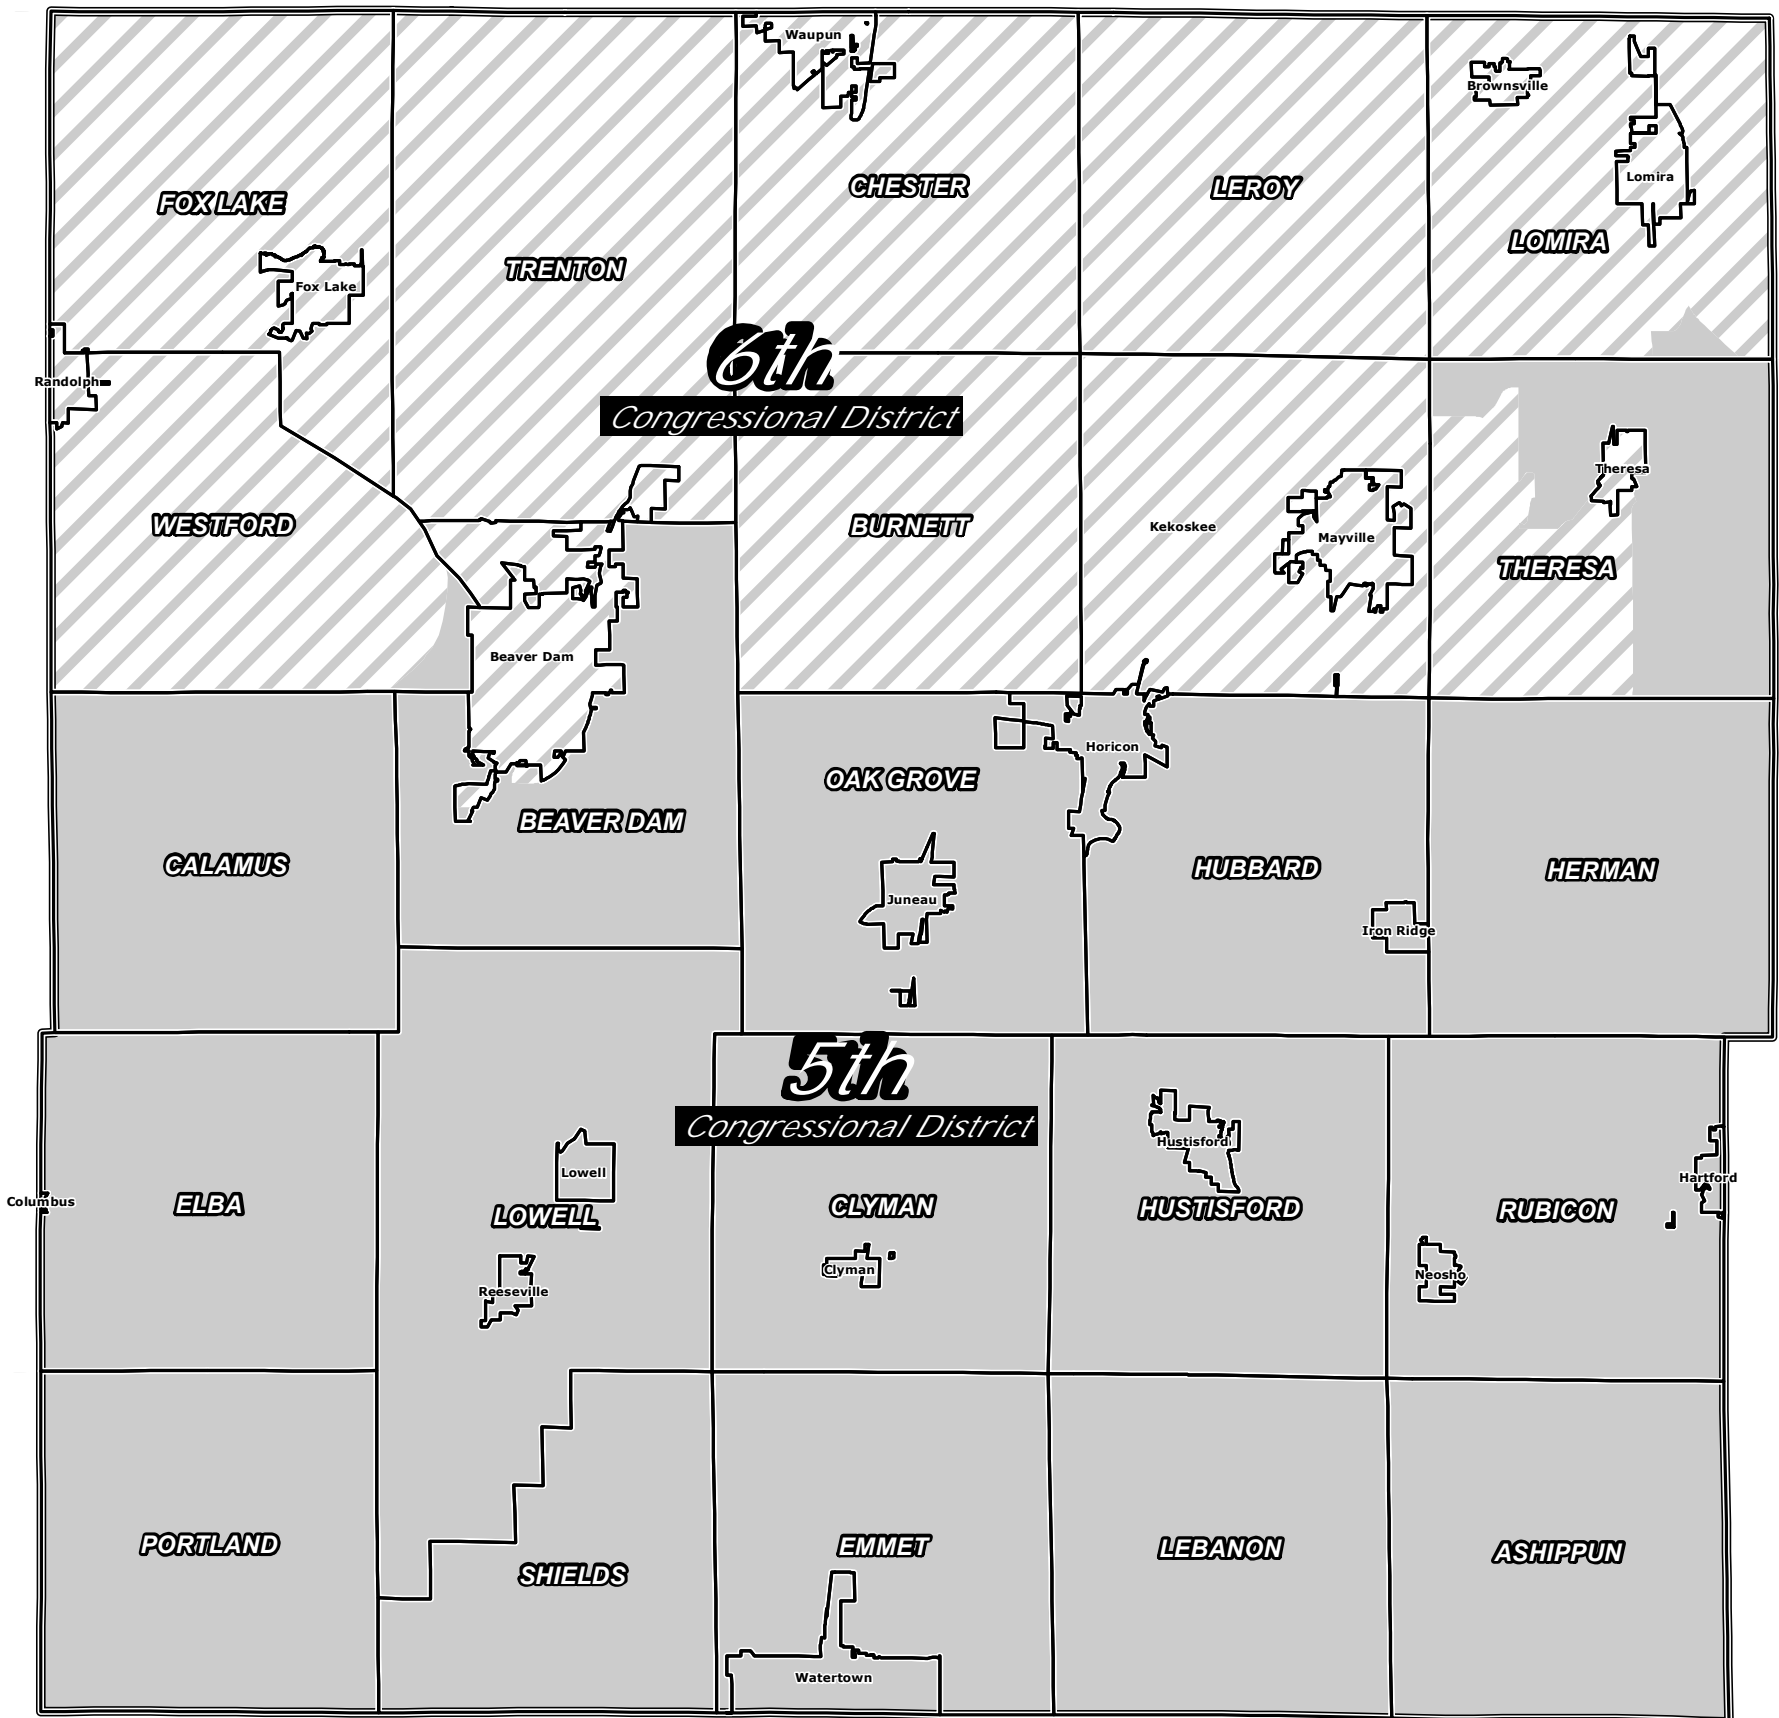 Waupun
Brownsville
Lomira
CHESTER
LEROY
FOX LAKE
LOMIRA
TRENTON
Fox Lake
6th
Congressional District
Randolph
Theresa
WESTFORD
BURNETT
Kekoskee
Mayville
THERESA
Beaver Dam
Horicon
OAK GROVE
BEAVER DAM
CALAMUS
HUBBARD
HERMAN
Juneau
Iron Ridge
5th
Congressional District
Hustisford
Lowell
Hartford
Columbus
ELBA
LOWELL
CLYMAN
HUSTISFORD
RUBICON
Clyman
Neosho
Reeseville
PORTLAND
EMMET
LEBANON
ASHIPPUN
SHIELDS
Watertown